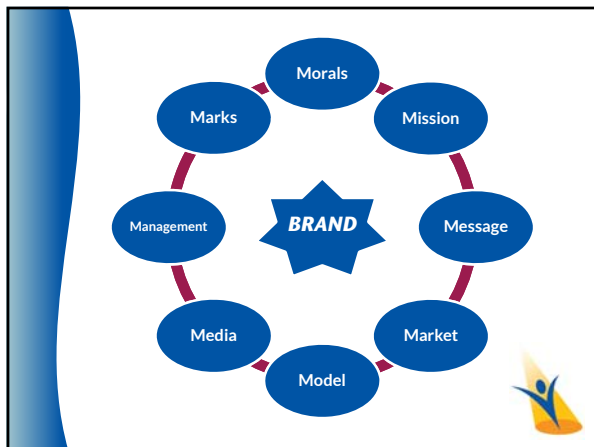 Morals
Marks
Mission
BRAND
Management
Message
Media
Market
Model